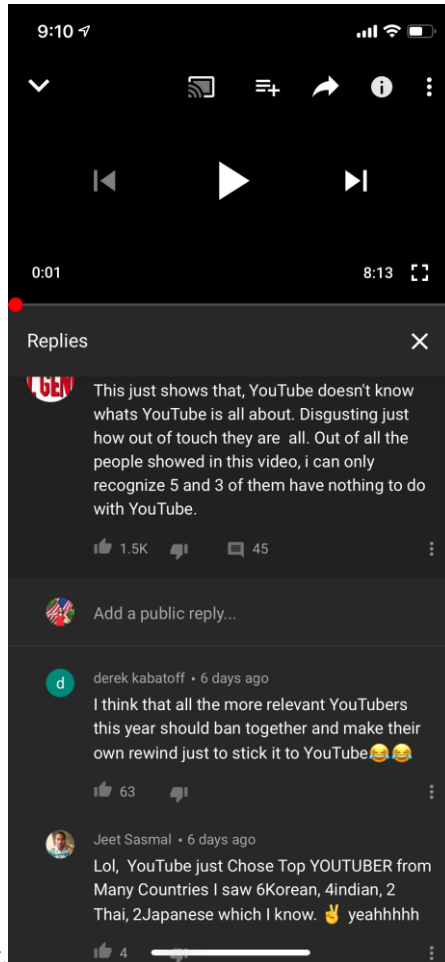 9:10
0:01
8:13
Replies
This just shows that, YouTube doesn't know
whats YouTube is all about. Disgusting just
how out of touch they are  all. Out of all the
people showed in this video, i can only
recognize 5 and 3 of them have nothing to do
with YouTube.
1.5K
45
Add a public reply...
d
derek kabatoff • 6 days ago
I think that all the more relevant YouTubers
this year should ban together and make their
own rewind just to stick it to YouTube😂😂
63
Jeet Sasmal • 6 days ago
Lol,  YouTube just Chose Top YOUTUBER from
Many Countries I saw 6Korean, 4indian, 2
Thai, 2Japanese which I know. ✌ yeahhhhh
4